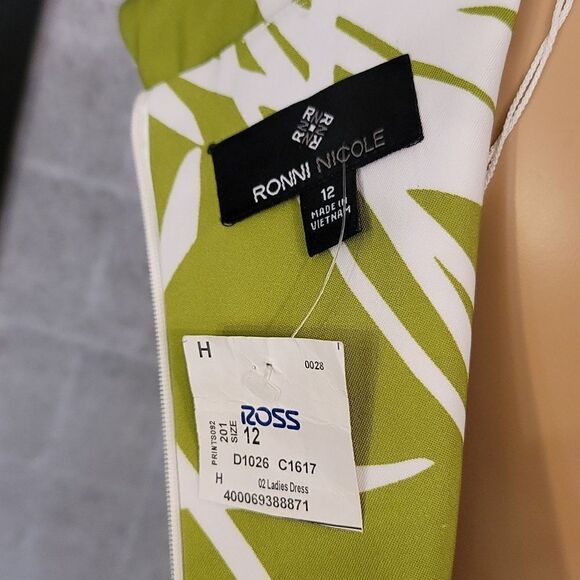 RN
NR
RONNI NICOLE
12
MADE IN
VIETNAM
H I
0028
PRINTS092
201
SIZE
ROSS
12
D1026 C1617
H 02 Ladies Dress
400069388871